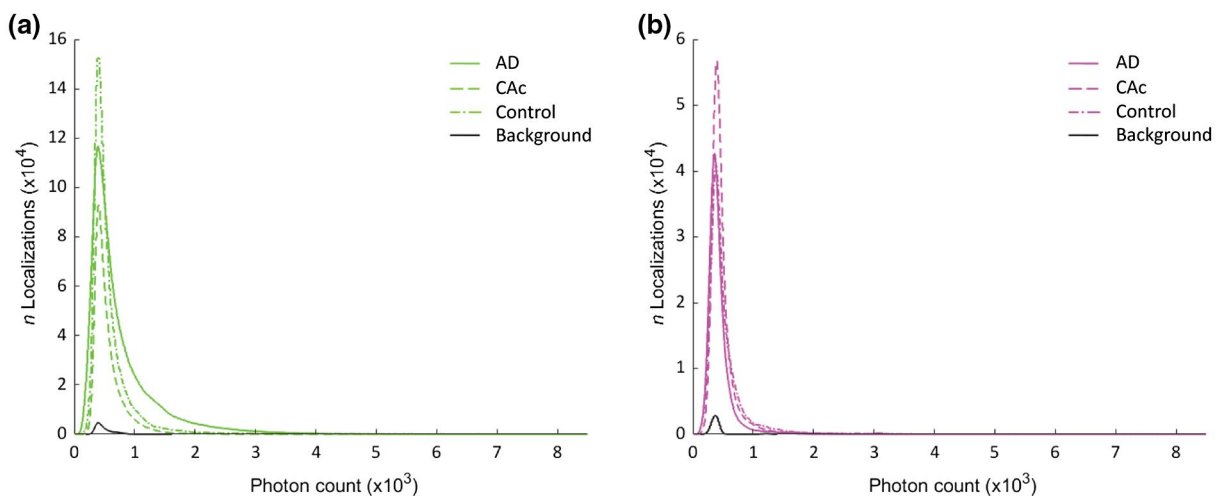 (a)
16
14
12
10
8
6
4
2
0
n Localizations (x10⁴)
0 1 2 3 4 5 6 7 8
Photon count (x10³)
AD
CAc
Control
Background
(b)
6
5
4
3
2
1
0
n Localizations (x10⁴)
0 1 2 3 4 5 6 7 8
Photon count (x10³)
AD
CAc
Control
Background